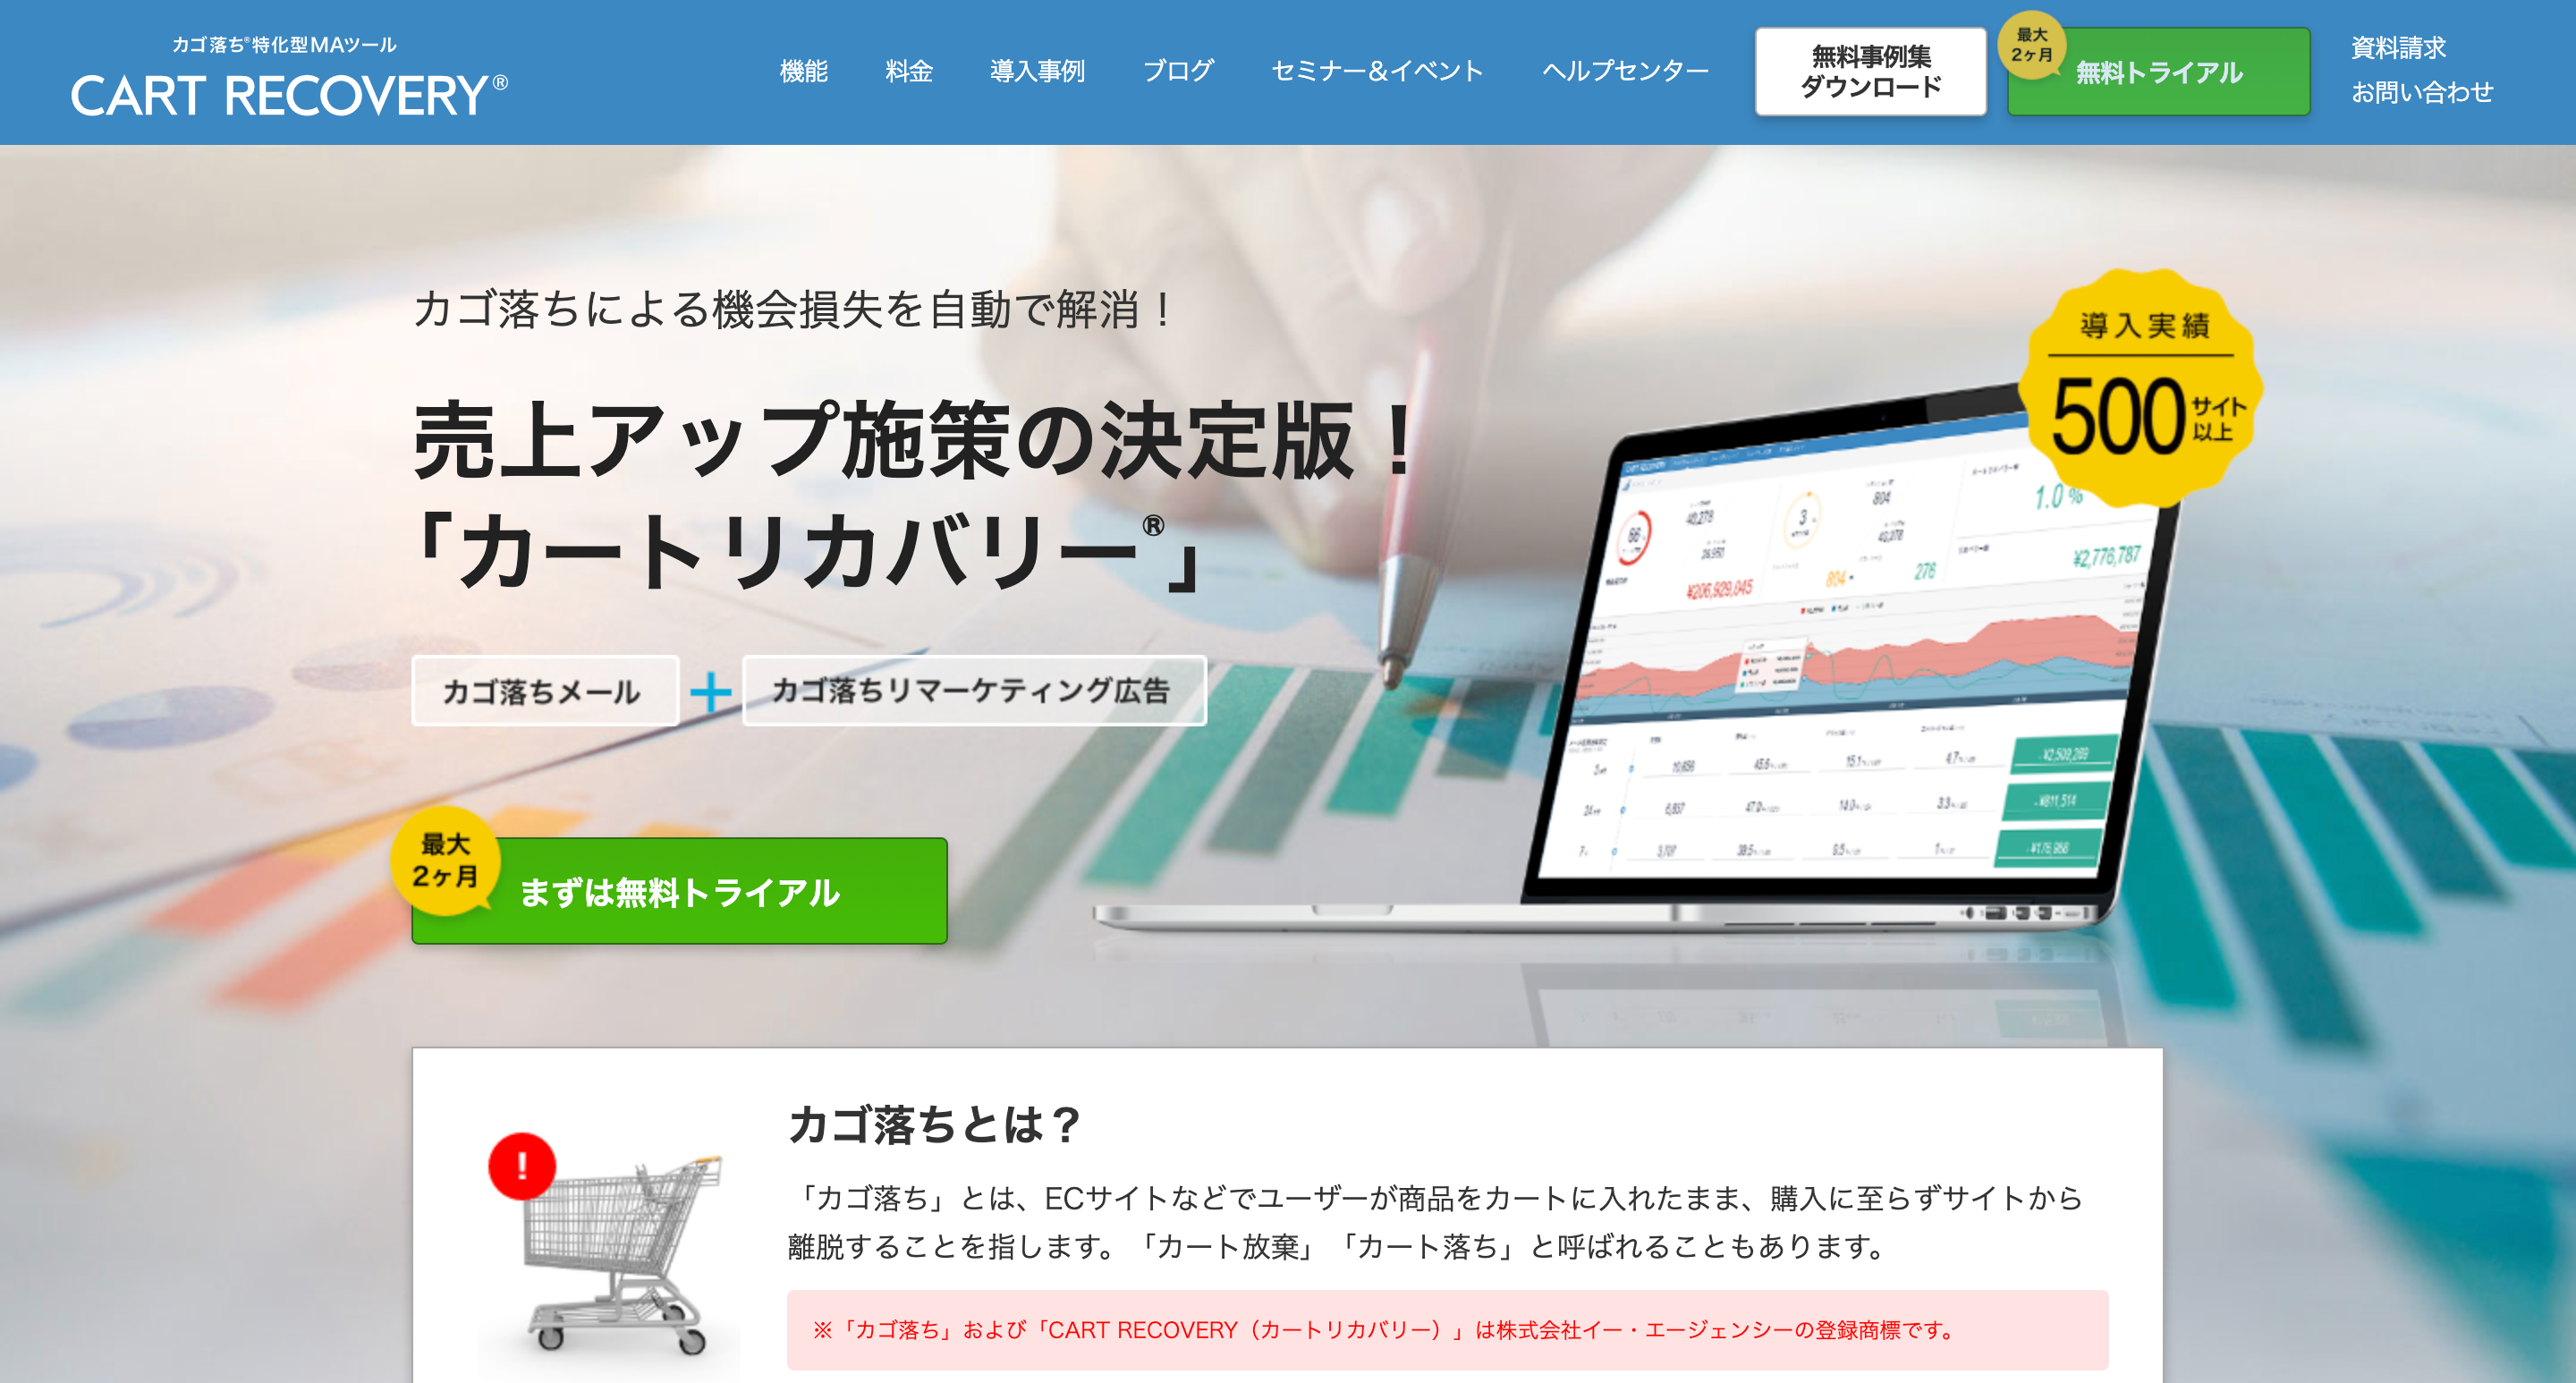 カゴ落ち®特化型MAツール
CART RECOVERY®
機能
料金
導入事例
ブログ
セミナー＆イベント
ヘルプセンター
無料事例集
ダウンロード
最大
2ヶ月
無料トライアル
資料請求
お問い合わせ
カゴ落ちによる機会損失を自動で解消！
売上アップ施策の決定版！
「カートリカバリー®」
カゴ落ちメール
+
カゴ落ちリマーケティング広告
最大
2ヶ月
まずは無料トライアル
導入実績
500サイト
以上
CART RECOVERY
66
40,278
¥206,929,045
3
804
40,278
804
276
1.0 %
¥2,776,787
¥2,509,269
¥811,514
カゴ落ちとは？
「カゴ落ち」とは、ECサイトなどでユーザーが商品をカートに入れたまま、購入に至らずサイトから
離脱することを指します。「カート放棄」「カート落ち」と呼ばれることもあります。
※「カゴ落ち」および「CART RECOVERY（カートリカバリー）」は株式会社イー・エージェンシーの登録商標です。